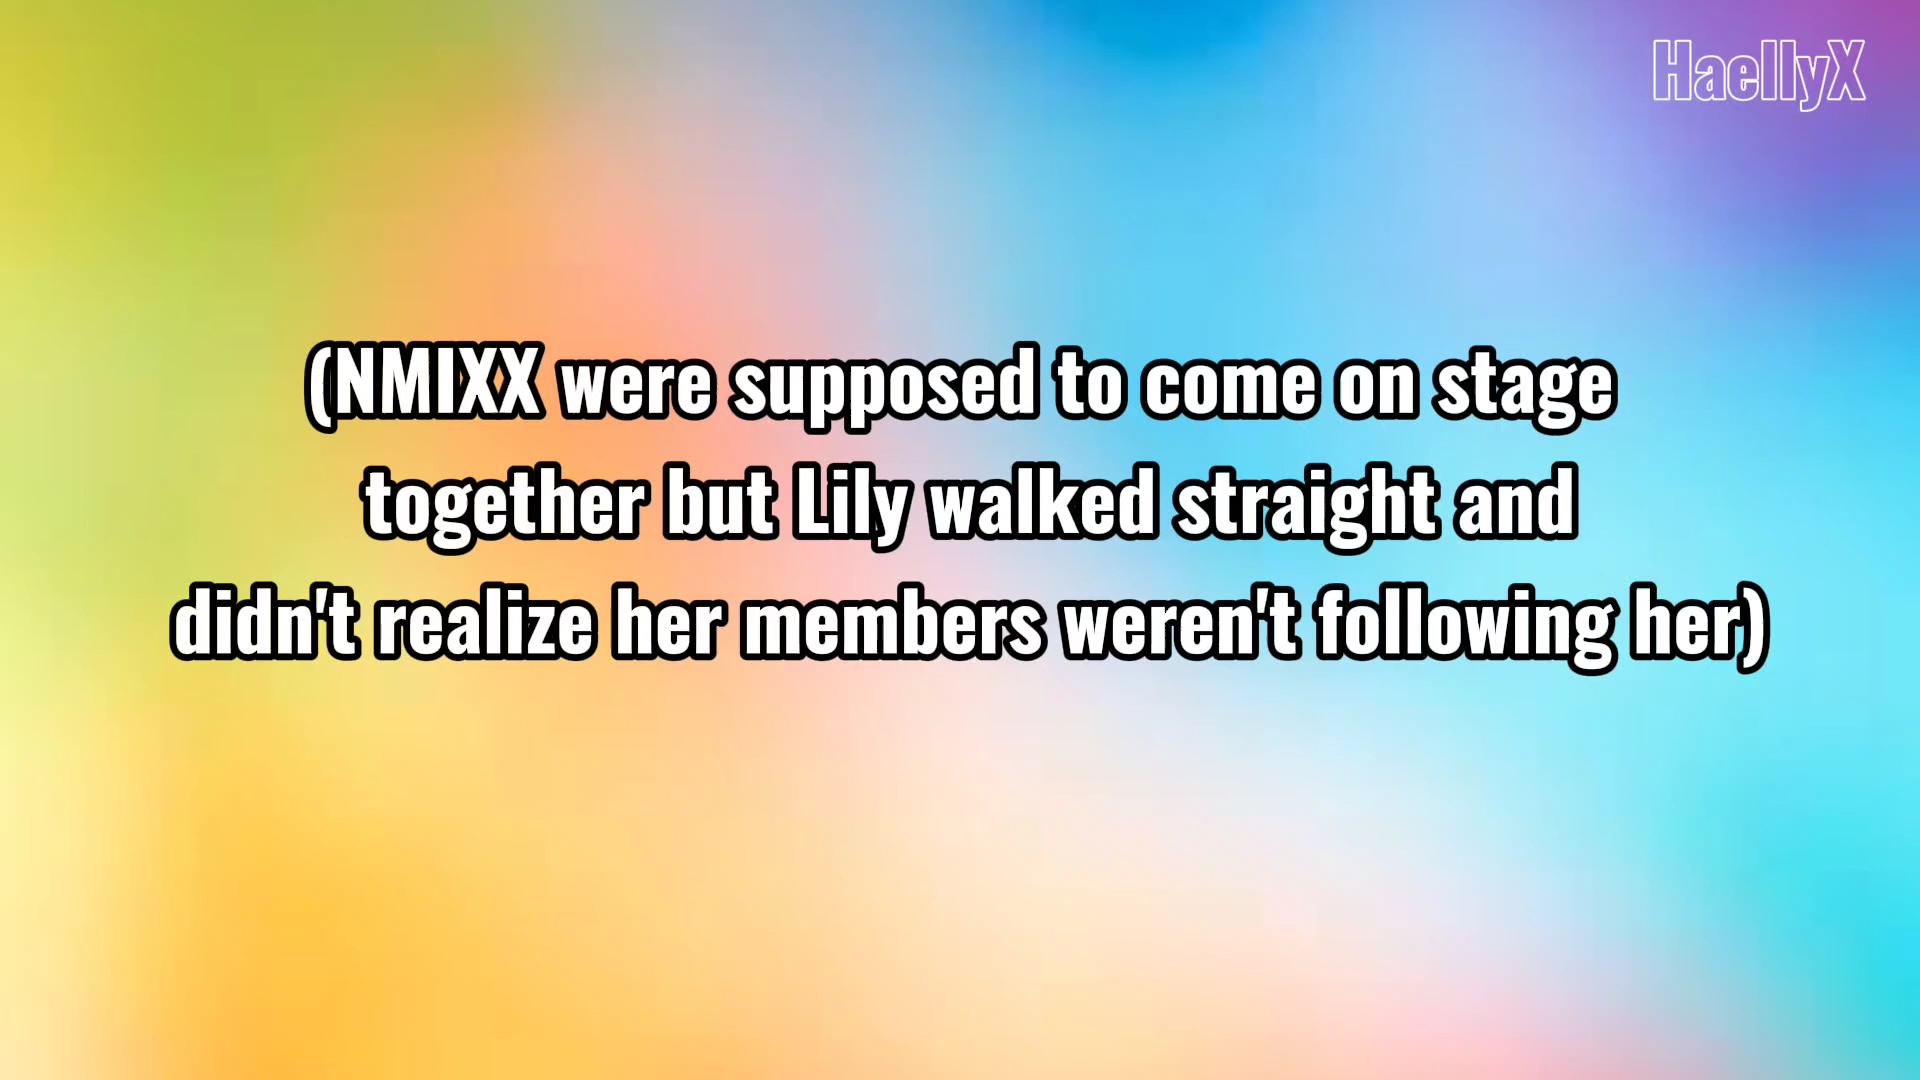 HaellyX
(NMIXX were supposed to come on stage
together but Lily walked straight and
didn't realize her members weren't following her)